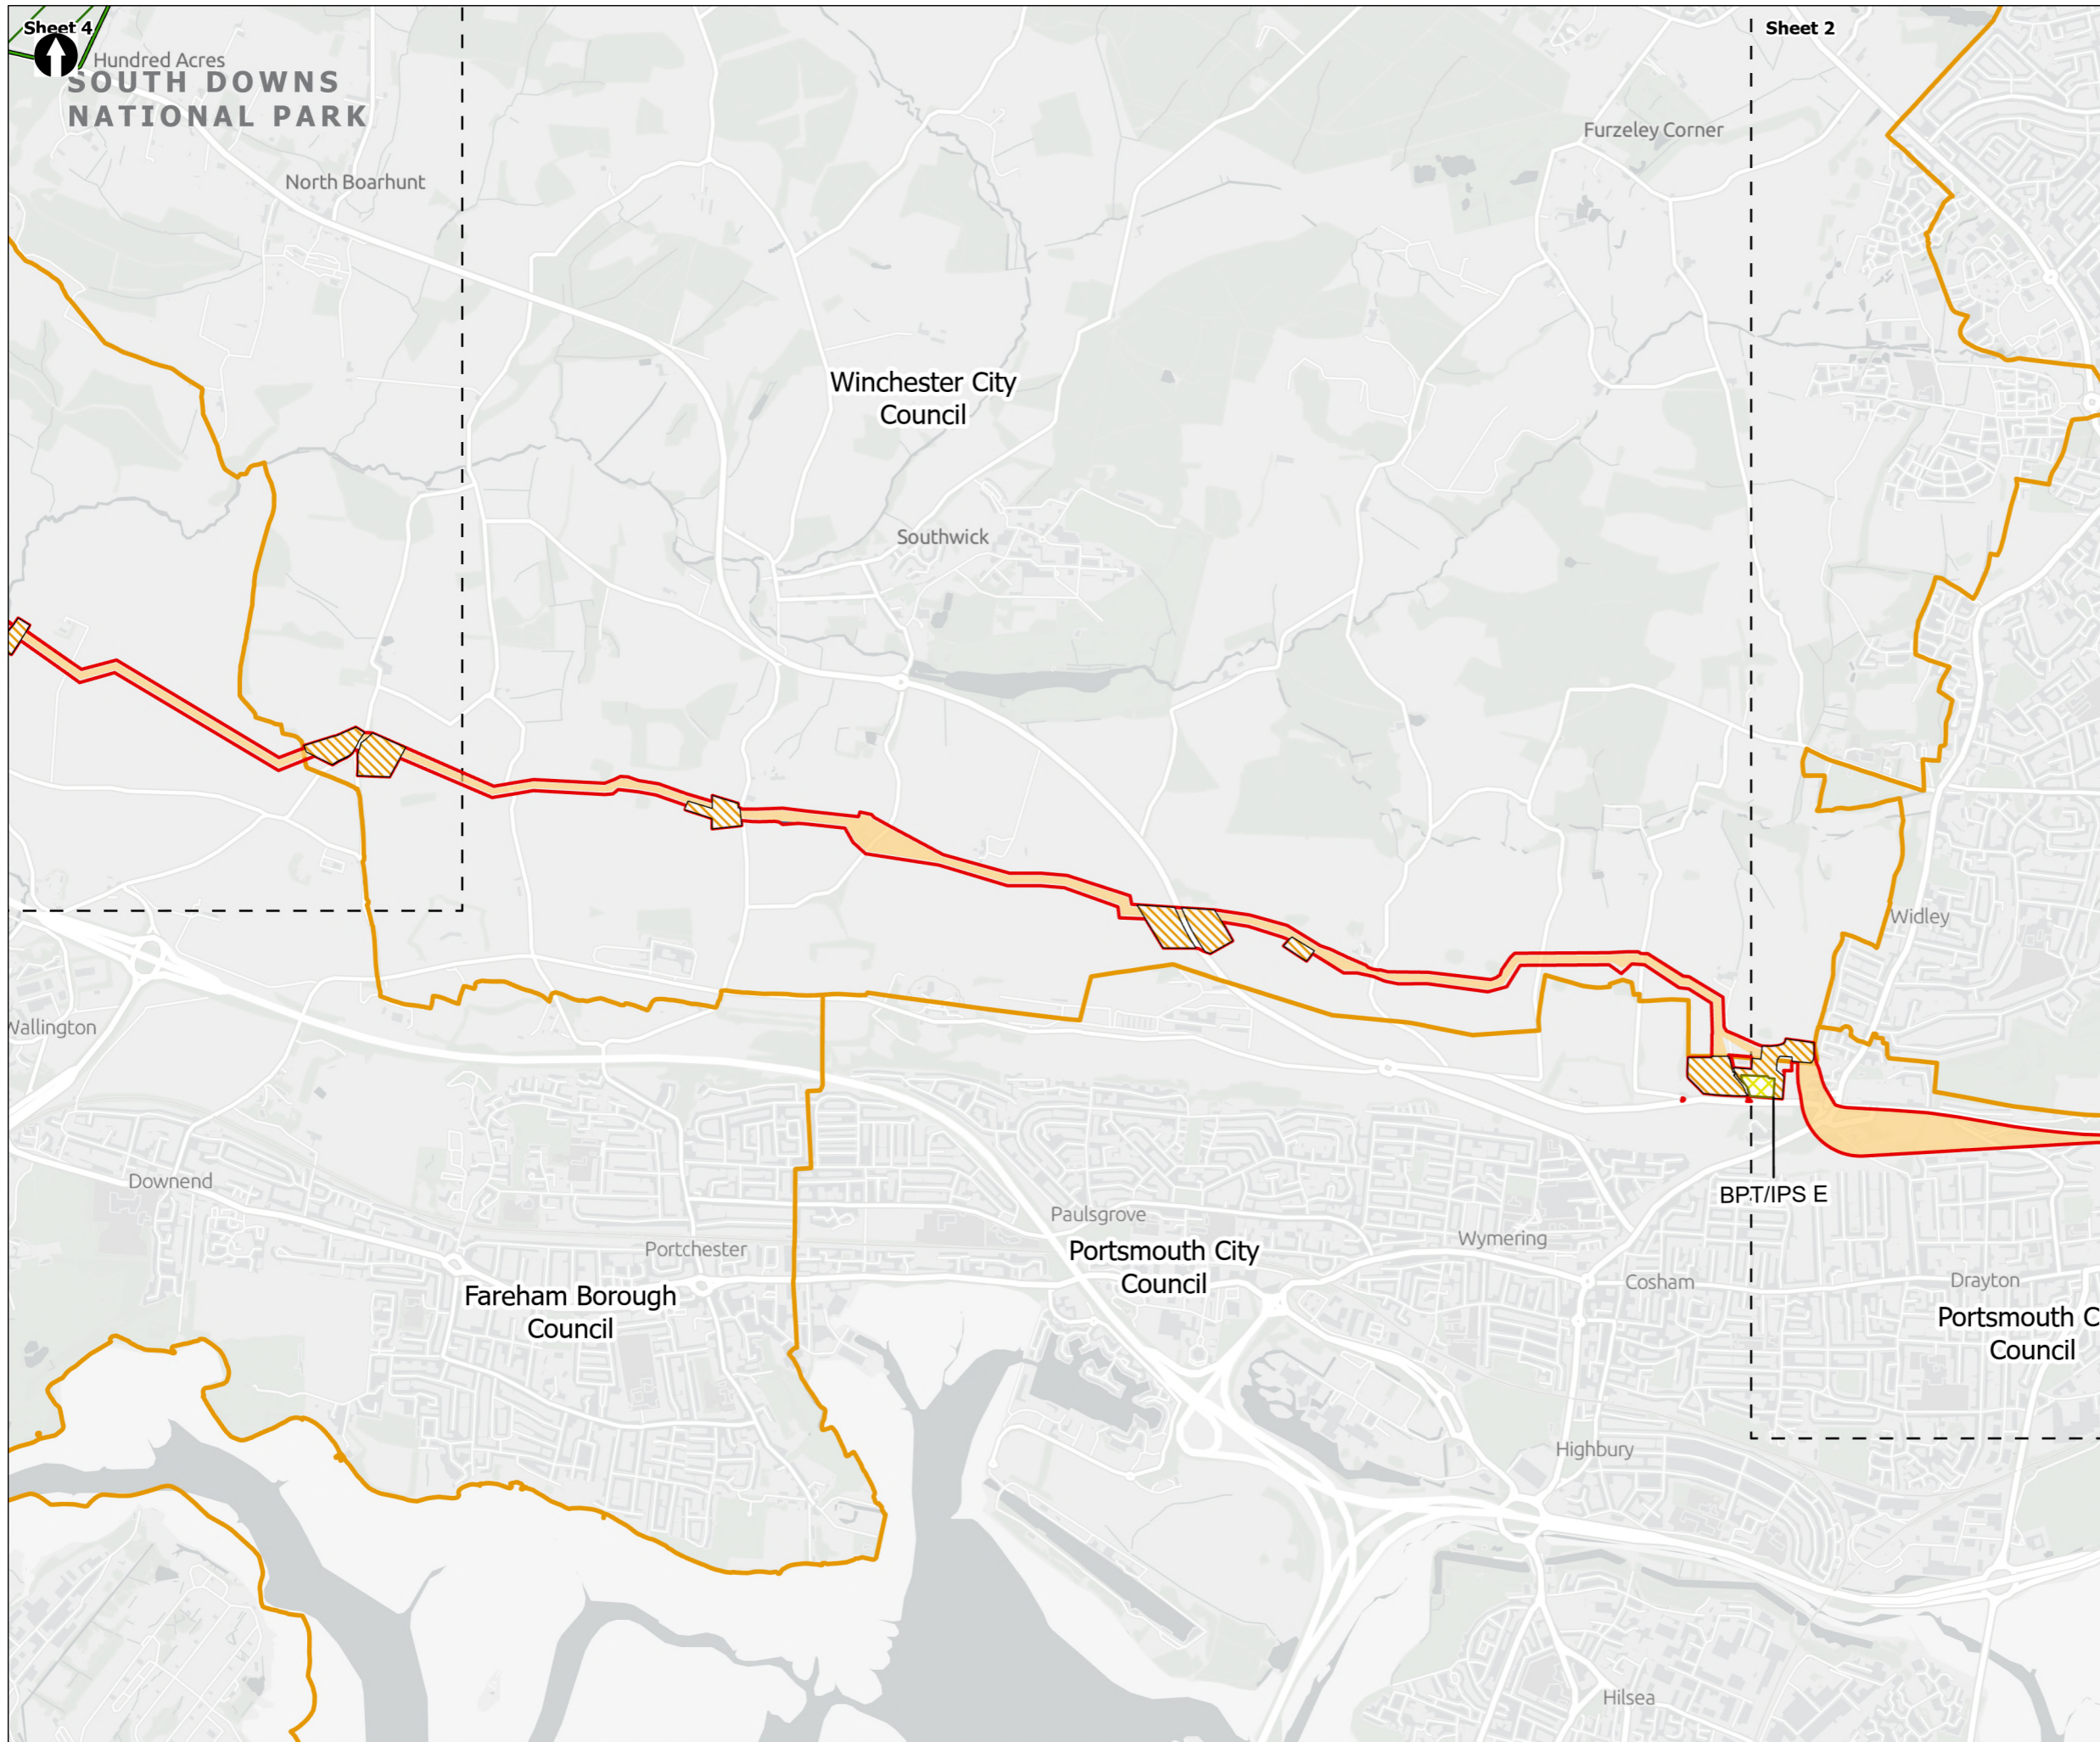 Sheet 4
Sheet 2
Hundred Acres
SOUTH DOWNS
NATIONAL PARK
Furzeley Corner
North Boarhunt
Winchester City
Council
Southwick
Widley
Wallington
Downend
BPT/IPS E
Paulsgrove
Portchester
Portsmouth City
Council
Wymering
Cosham
Drayton
Fareham Borough
Council
Portsmouth C
Council
Highbury
Hilsea